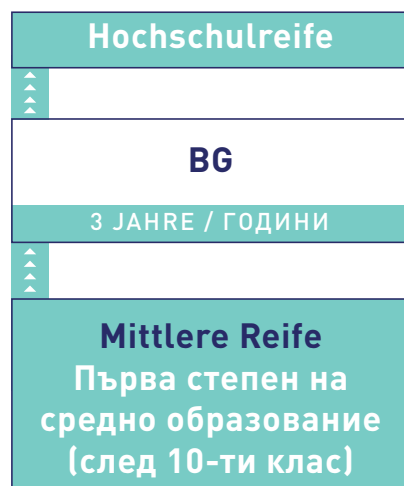 Hochschulreife
BG
3 JAHRE / ГОДИНИ
Mittlere Reife
Първа степен на
средно образование
(след 10-ти клас)